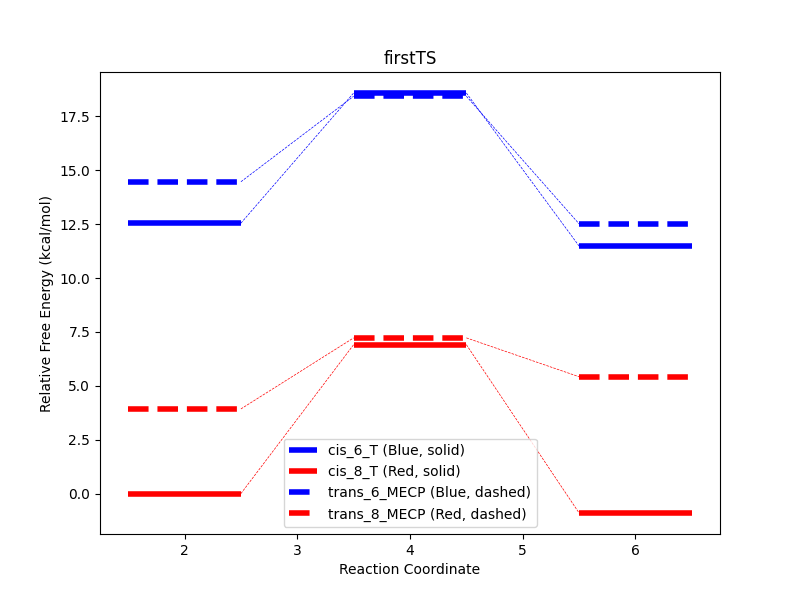 firstTS
Relative Free Energy (kcal/mol)
17.5
15.0
12.5
10.0
7.5
5.0
2.5
0.0
cis_6_T (Blue, solid)
cis_8_T (Red, solid)
trans_6_MECP (Blue, dashed)
trans_8_MECP (Red, dashed)
2 3 4 5 6
Reaction Coordinate